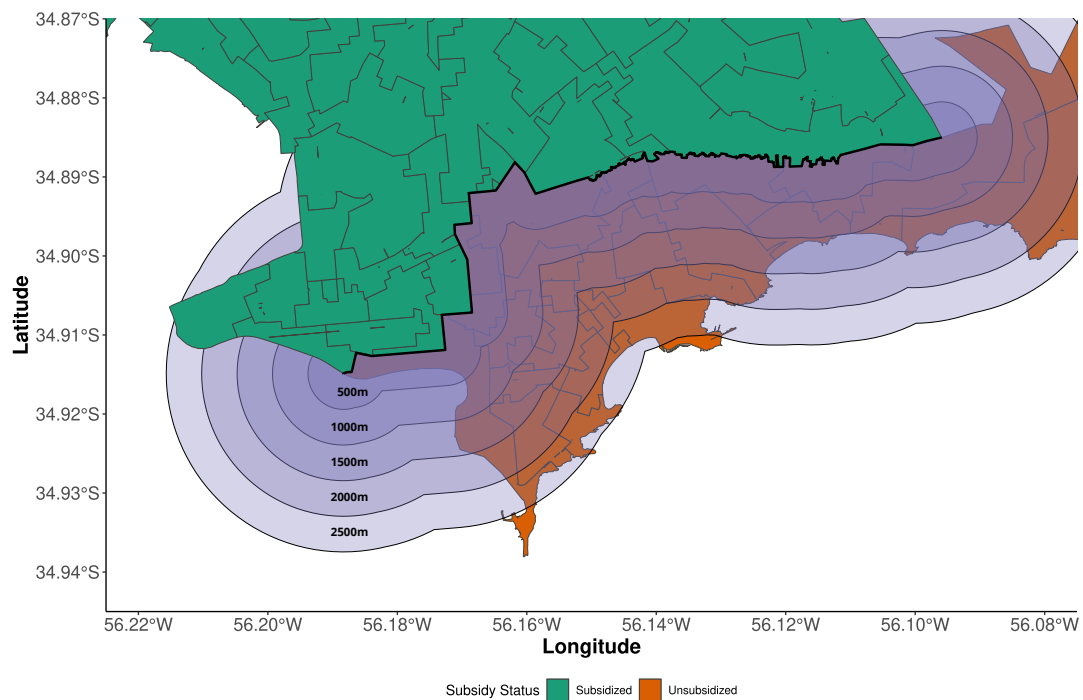 34.87°S
34.88°S
34.89°S
34.90°S
34.91°S
34.92°S
34.93°S
34.94°S
Latitude
500m
1000m
1500m
2000m
2500m
56.22°W 56.20°W 56.18°W 56.16°W 56.14°W 56.12°W 56.10°W 56.08°W
Longitude
Subsidy Status Subsidized Unsubsidized